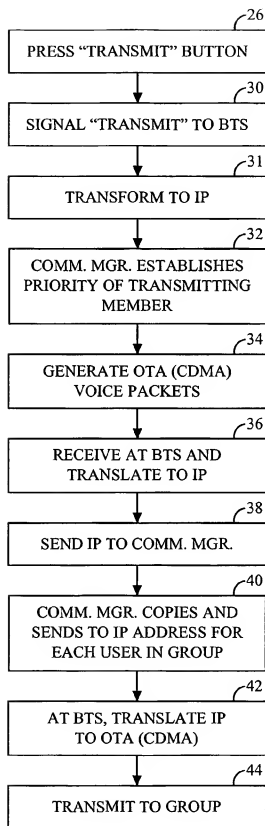 26
PRESS “TRANSMIT” BUTTON
30
SIGNAL “TRANSMIT” TO BTS
31
TRANSFORM TO IP
32
COMM. MGR. ESTABLISHES
PRIORITY OF TRANSMITTING
MEMBER
34
GENERATE OTA (CDMA)
VOICE PACKETS
36
RECEIVE AT BTS AND
TRANSLATE TO IP
38
SEND IP TO COMM. MGR.
40
COMM. MGR. COPIES AND
SENDS TO IP ADDRESS FOR
EACH USER IN GROUP
42
AT BTS, TRANSLATE IP
TO OTA (CDMA)
44
TRANSMIT TO GROUP